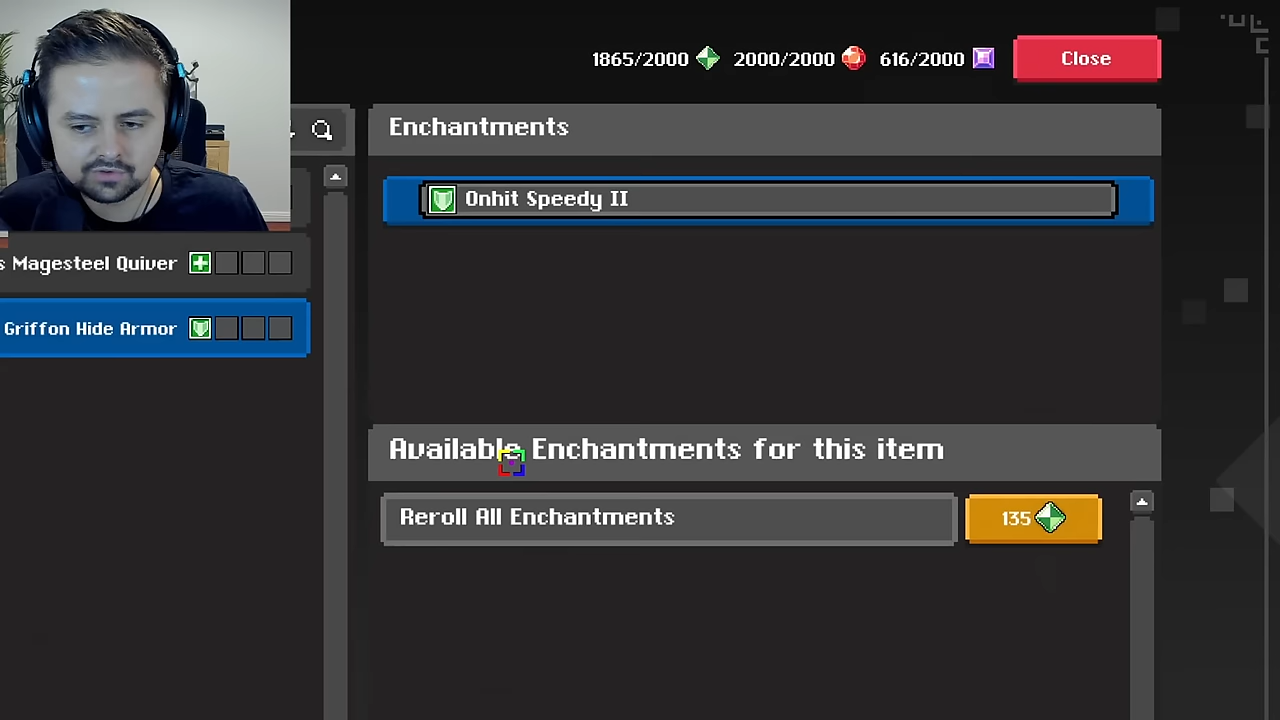 1865/2000 2000/2000 616/2000 Close
Enchantments
Onhit Speedy II
s Magesteel Quiver
Griffon Hide Armor
Available Enchantments for this item
Reroll All Enchantments 135